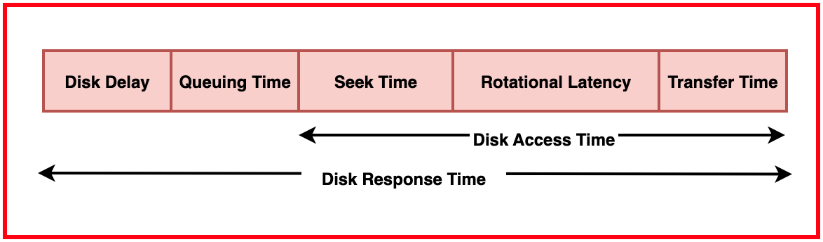 Disk Delay Queuing Time Seek Time Rotational Latency Transfer Time
Disk Access Time
Disk Response Time